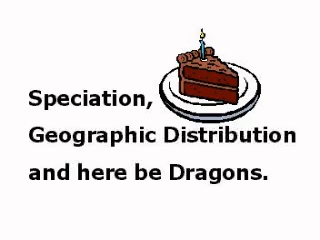 Speciation,
Geographic Distribution
and here be Dragons.